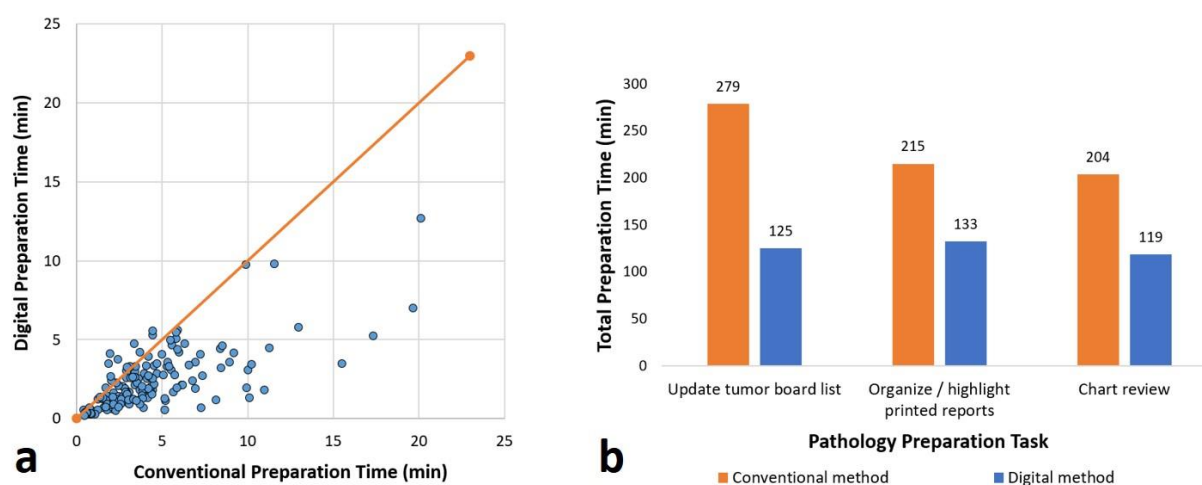 25
20
15
10
5
0
0
5
10
15
20
25
Digital Preparation Time (min)
Conventional Preparation Time (min)
a
300
250
200
150
100
50
0
Total Preparation Time (min)
279
125
215
133
204
119
Update tumor board list
Organize / highlight
printed reports
Chart review
Pathology Preparation Task
Conventional method
Digital method
b